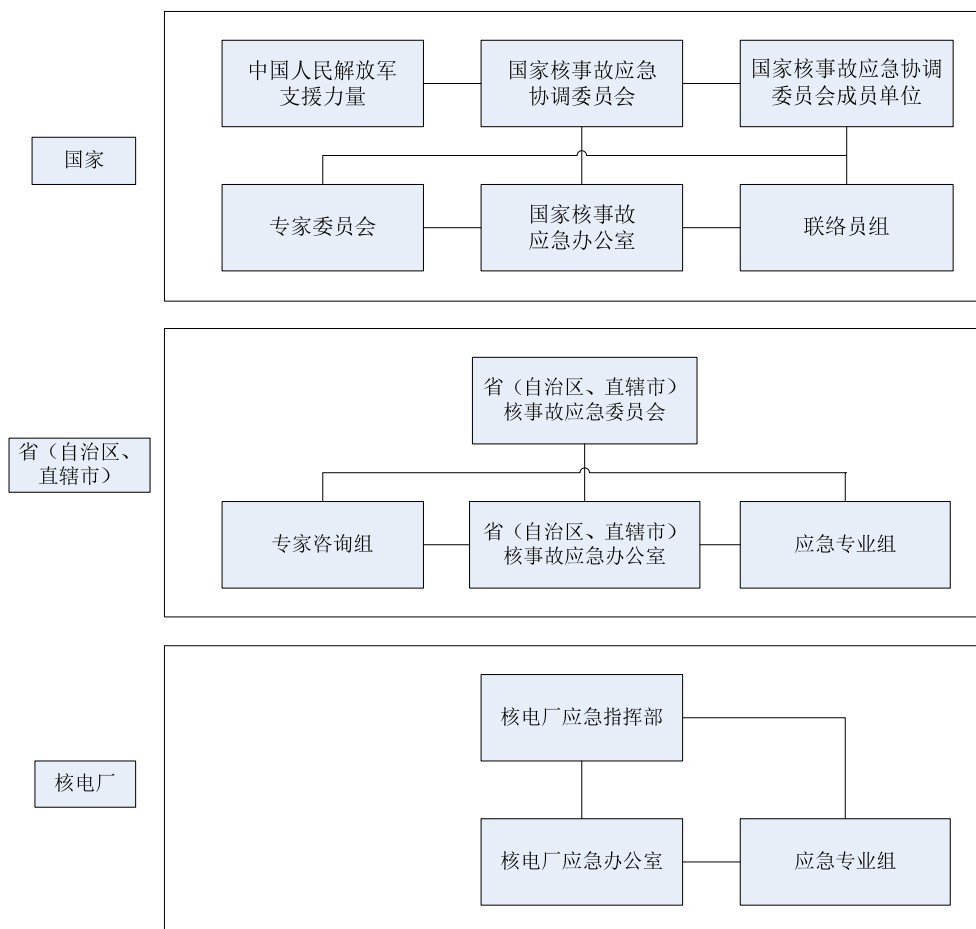 中国人民解放军
支援力量
国家核事故应急
协调委员会
国家核事故应急协调
委员会成员单位
国家
专家委员会
国家核事故
应急办公室
联络员组
省（自治区、直辖市）
核事故应急委员会
省（自治区、
直辖市）
专家咨询组
省（自治区、直辖市）
核事故应急办公室
应急专业组
核电厂应急指挥部
核电厂
核电厂应急办公室
应急专业组